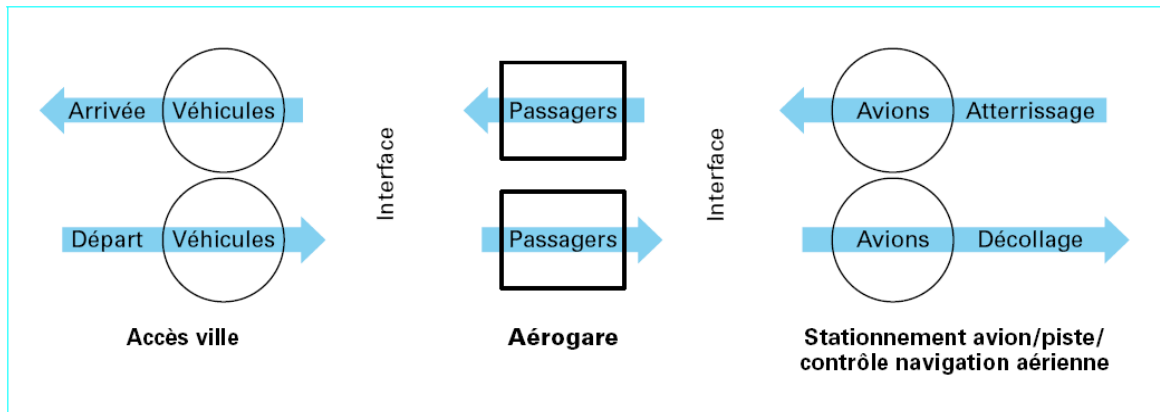 Arrivée Véhicules
Passagers
Avions Atterrissage
Interface
Interface
Départ Véhicules
Passagers
Avions Décollage
Accès ville
Aérogare
Stationnement avion/piste/
contrôle navigation aérienne